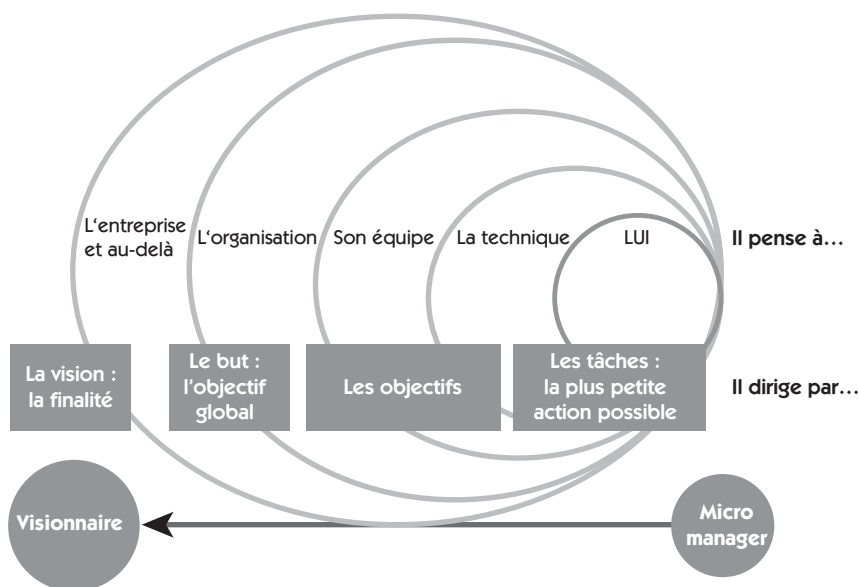 L‘entreprise
et au-delà
L‘organisation
Son équipe
La technique
LUI
Il pense à…
La vision :
la finalité
Le but :
l’objectif
global
Les objectifs
Les tâches :
la plus petite
action possible
Il dirige par…
Visionnaire
Micro
manager